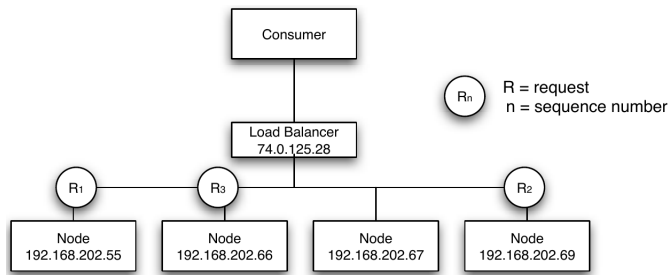 Consumer
Rn
R = request
n = sequence number
Load Balancer
74.0.125.28
R1
R3
R2
Node
192.168.202.55
Node
192.168.202.66
Node
192.168.202.67
Node
192.168.202.69